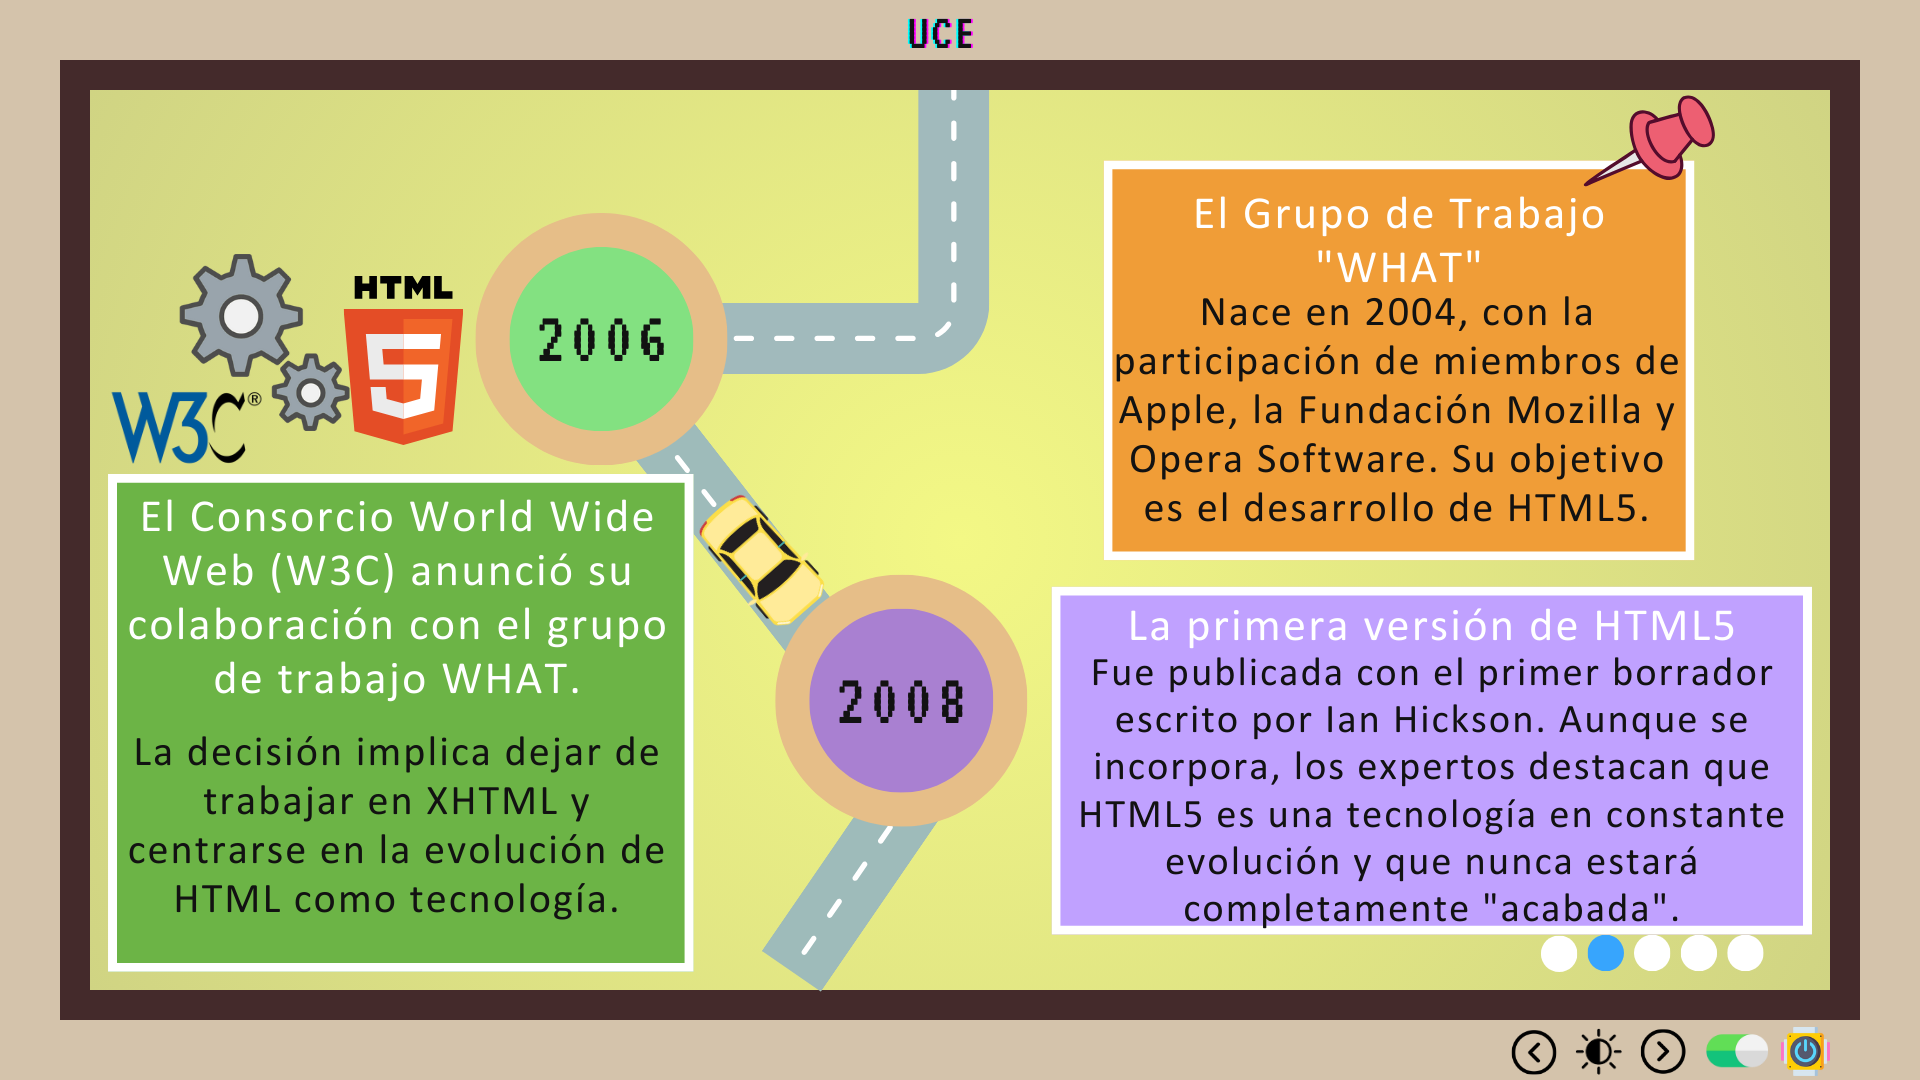 UCE
HTML
5
W3C®
2006
El Consorcio World Wide
Web (W3C) anunció su
colaboración con el grupo
de trabajo WHAT.
La decisión implica dejar de
trabajar en XHTML y
centrarse en la evolución de
HTML como tecnología.
El Grupo de Trabajo
"WHAT"
Nace en 2004, con la
participación de miembros de
Apple, la Fundación Mozilla y
Opera Software. Su objetivo
es el desarrollo de HTML5.
2008
La primera versión de HTML5
Fue publicada con el primer borrador
escrito por Ian Hickson. Aunque se
incorpora, los expertos destacan que
HTML5 es una tecnología en constante
evolución y que nunca estará
completamente "acabada".